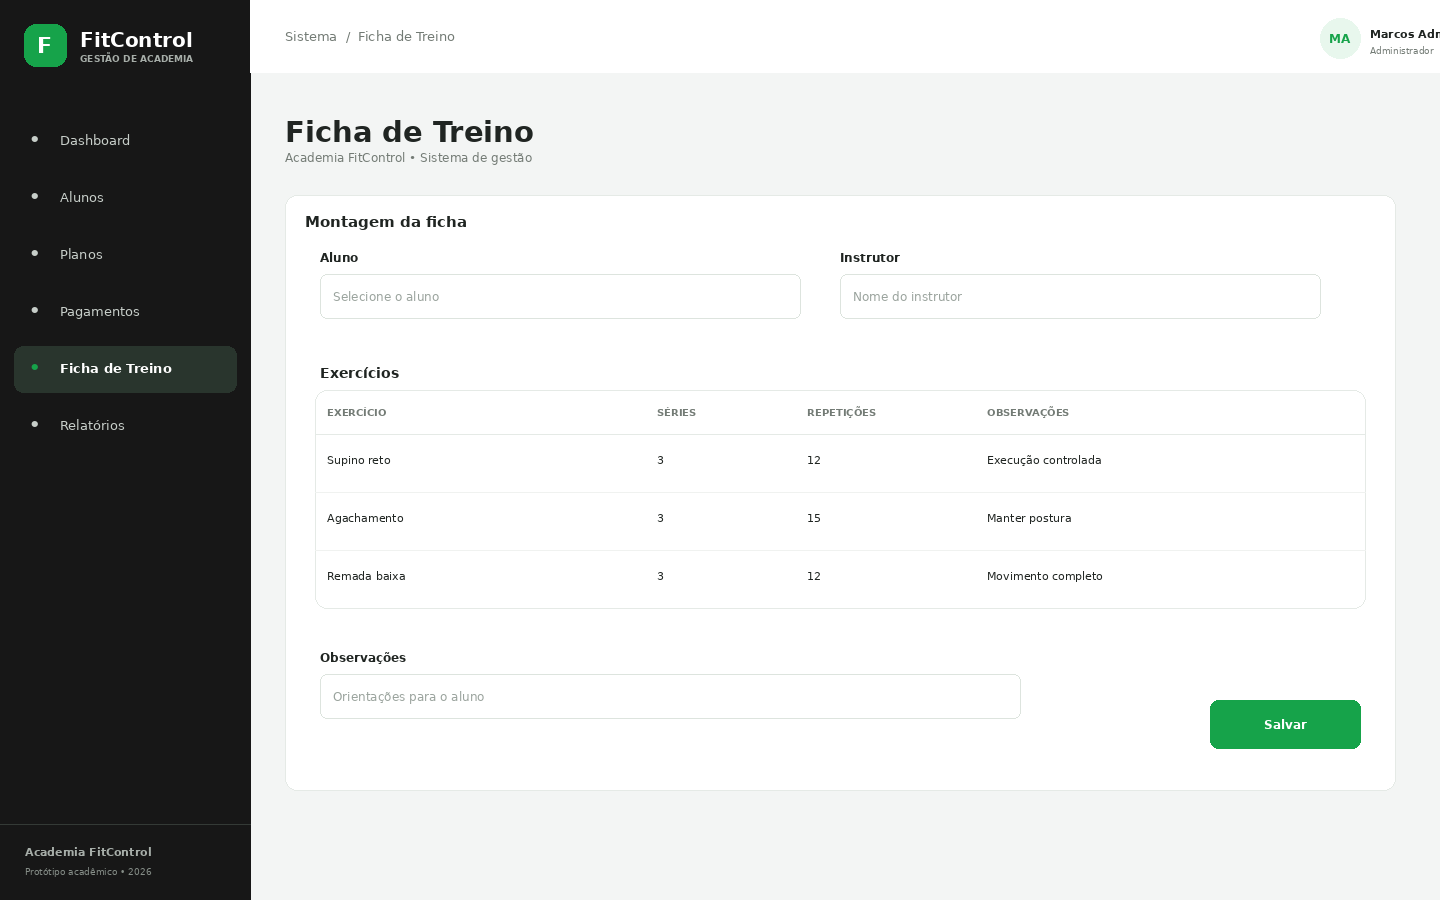 F
FitControl
GESTÃO DE ACADEMIA
Dashboard
Alunos
Planos
Pagamentos
Ficha de Treino
Relatórios
Academia FitControl
Protótipo acadêmico • 2026
Sistema / Ficha de Treino
MA
Marcos Adm
Administrador
Ficha de Treino
Academia FitControl • Sistema de gestão
Montagem da ficha
Aluno
Selecione o aluno
Instrutor
Nome do instrutor
Exercícios
EXERCÍCIO SÉRIES REPETIÇÕES OBSERVAÇÕES
Supino reto 3 12 Execução controlada
Agachamento 3 15 Manter postura
Remada baixa 3 12 Movimento completo
Observações
Orientações para o aluno
Salvar